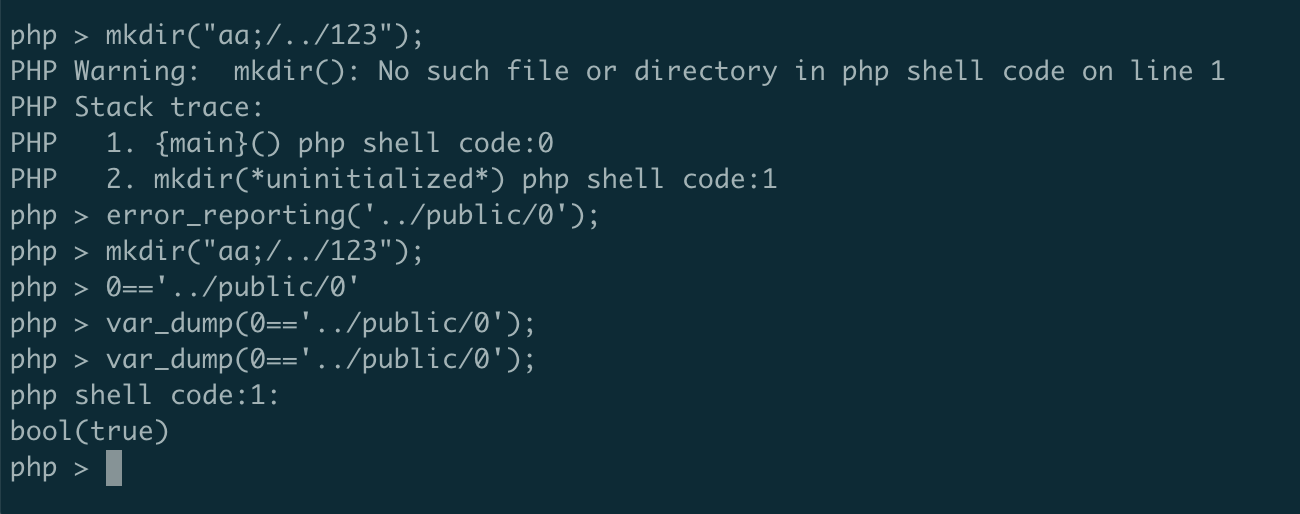 php > mkdir("aa;/../123");
PHP Warning:  mkdir(): No such file or directory in php shell code on line 1
PHP Stack trace:
PHP   1. {main}() php shell code:0
PHP   2. mkdir(*uninitialized*) php shell code:1
php > error_reporting('../public/0');
php > mkdir("aa;/../123");
php > 0=='../public/0'
php > var_dump(0=='../public/0');
php > var_dump(0=='../public/0');
php shell code:1:
bool(true)
php >